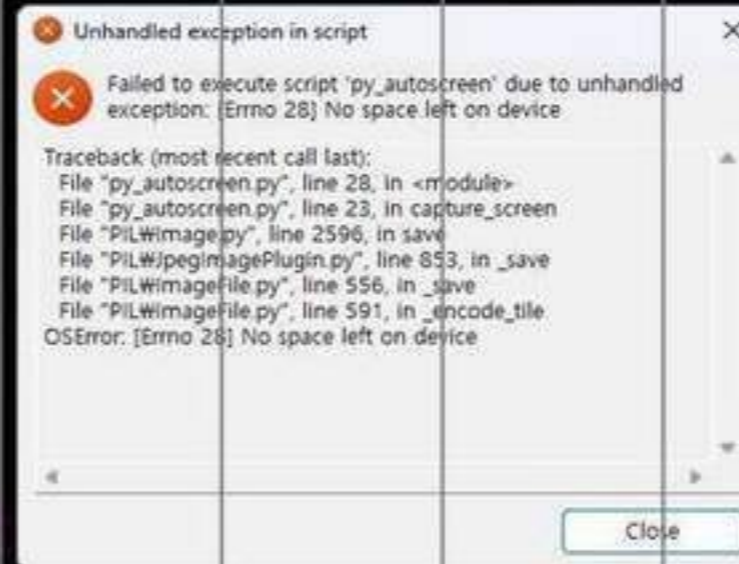 Unhandled exception in script
Failed to execute script 'py_autoscreen' due to unhandled
exception: [Errno 28] No space left on device
Traceback (most recent call last):
File "py_autoscreen.py", line 28, in <module>
File "py_autoscreen.py", line 23, in capture_screen
File "PIL₩Image.py", line 2596, in save
File "PIL₩JpegImagePlugin.py", line 853, in _save
File "PIL₩ImageFile.py", line 556, in _save
File "PIL₩ImageFile.py", line 591, in _encode_tile
OSError: [Errno 28] No space left on device
Close